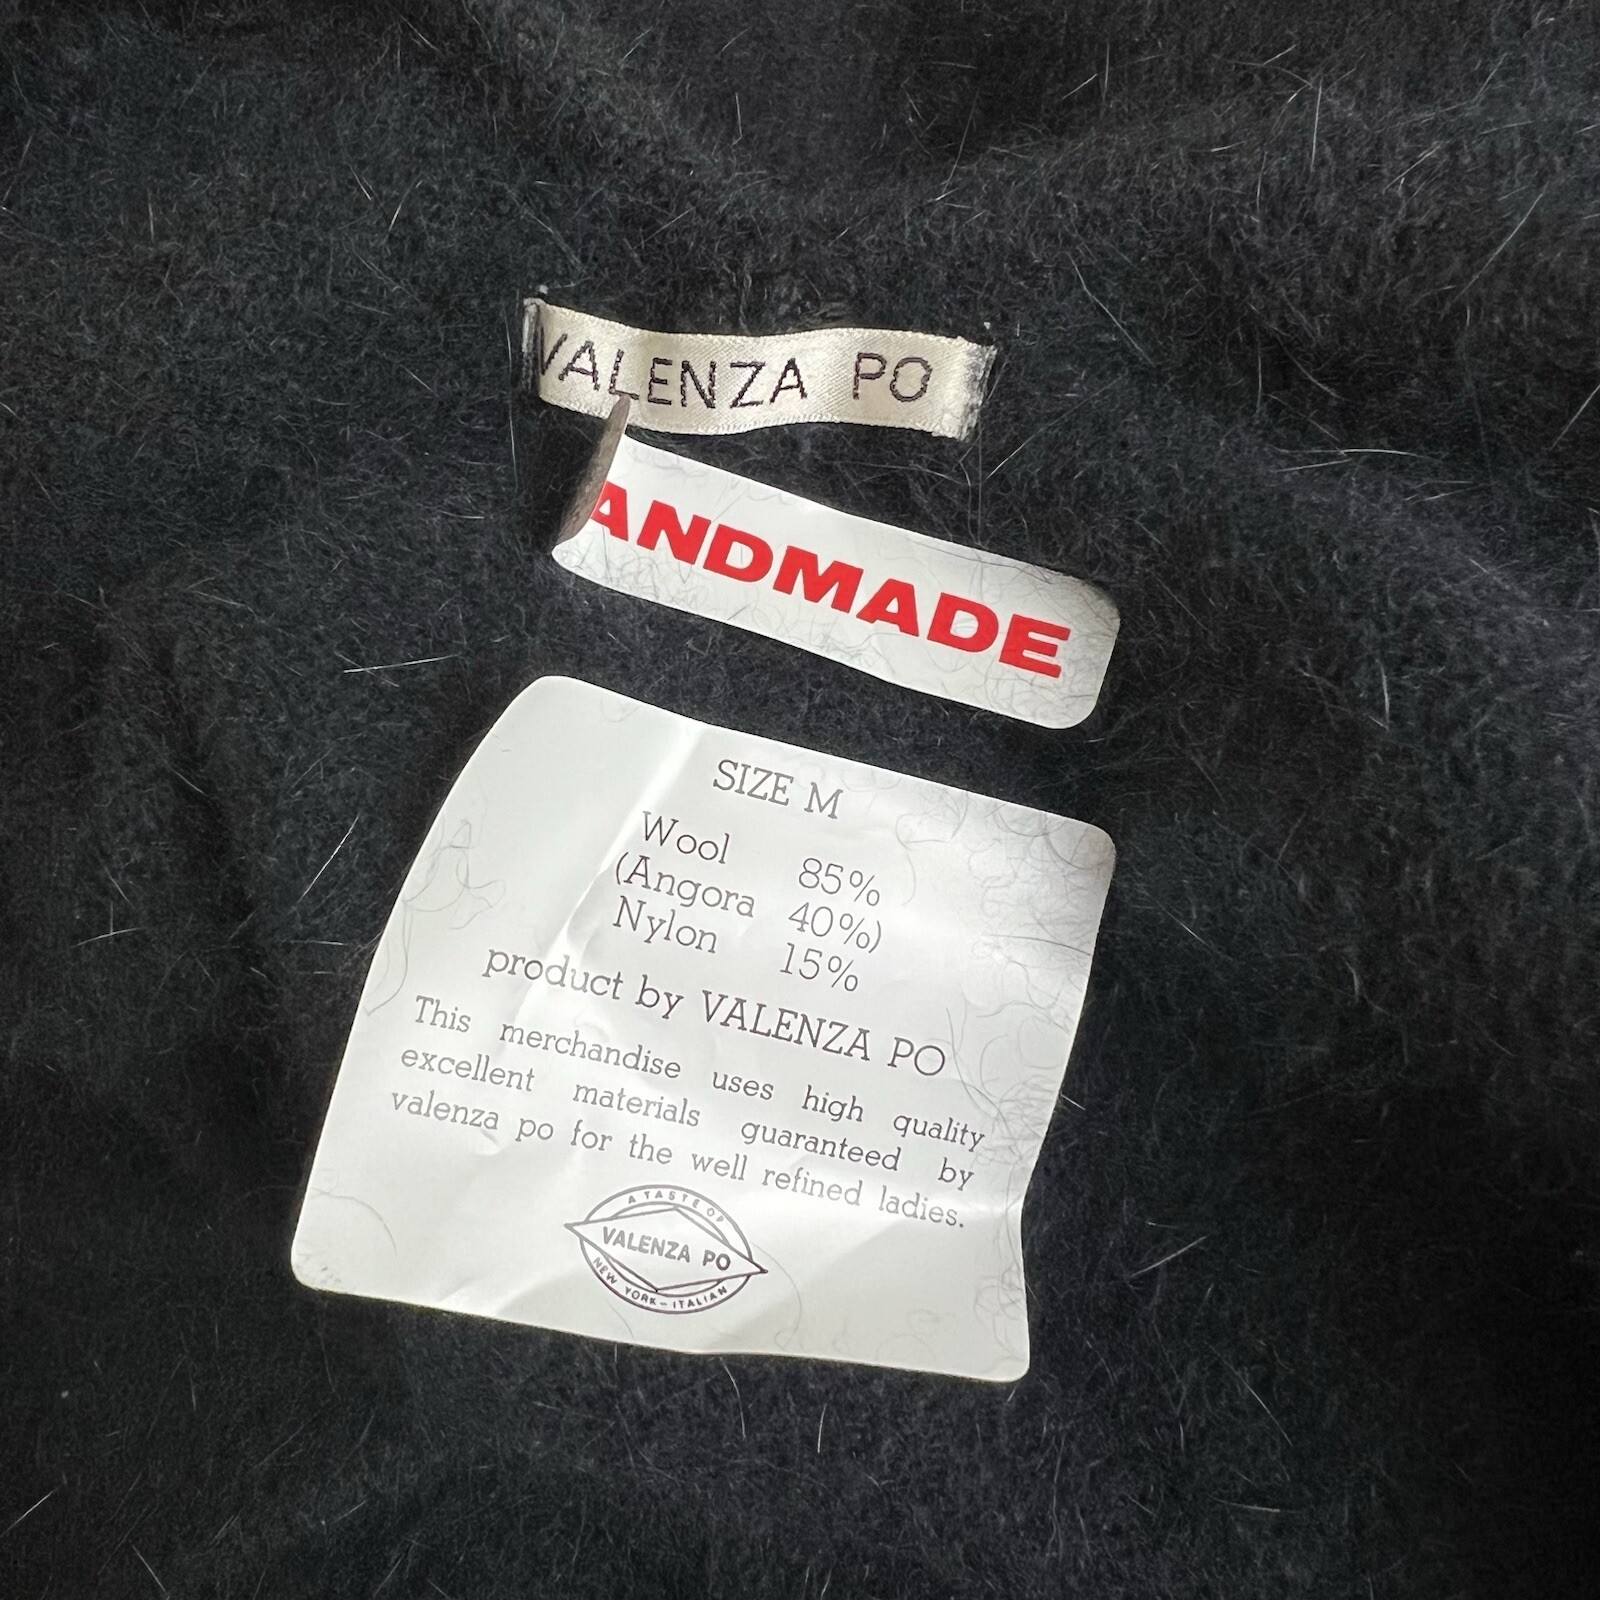 VALENZA PO
ANDMADE
SIZE M
Wool 85%
(Angora 40%)
Nylon 15%
product by VALENZA PO
This merchandise uses high quality
excellent materials guaranteed by
valenza po for the well refined ladies.
A TASTE OF
VALENZA PO
NEW YORK-ITALIAN